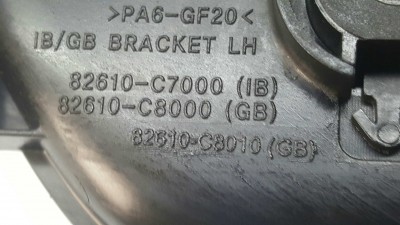 >PA6-GF20<
IB/GB BRACKET LH
82610-C7000 (IB)
82610-C8000 (GB)
82610-C8010 (GB)